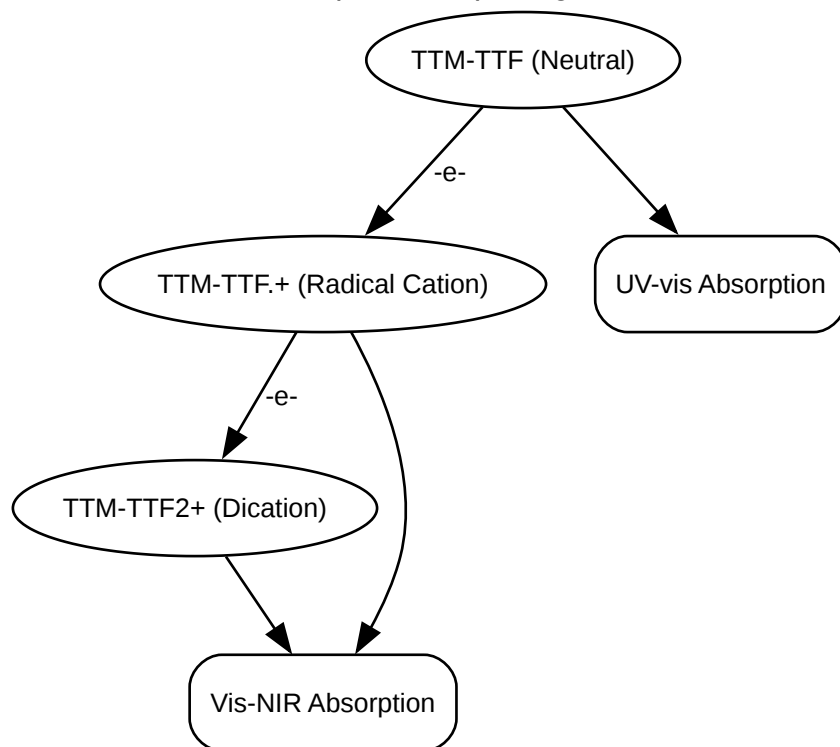 TTM-TTF (Neutral)
-e-
TTM-TTF.+ (Radical Cation)
UV-vis Absorption
-e-
TTM-TTF2+ (Dication)
Vis-NIR Absorption